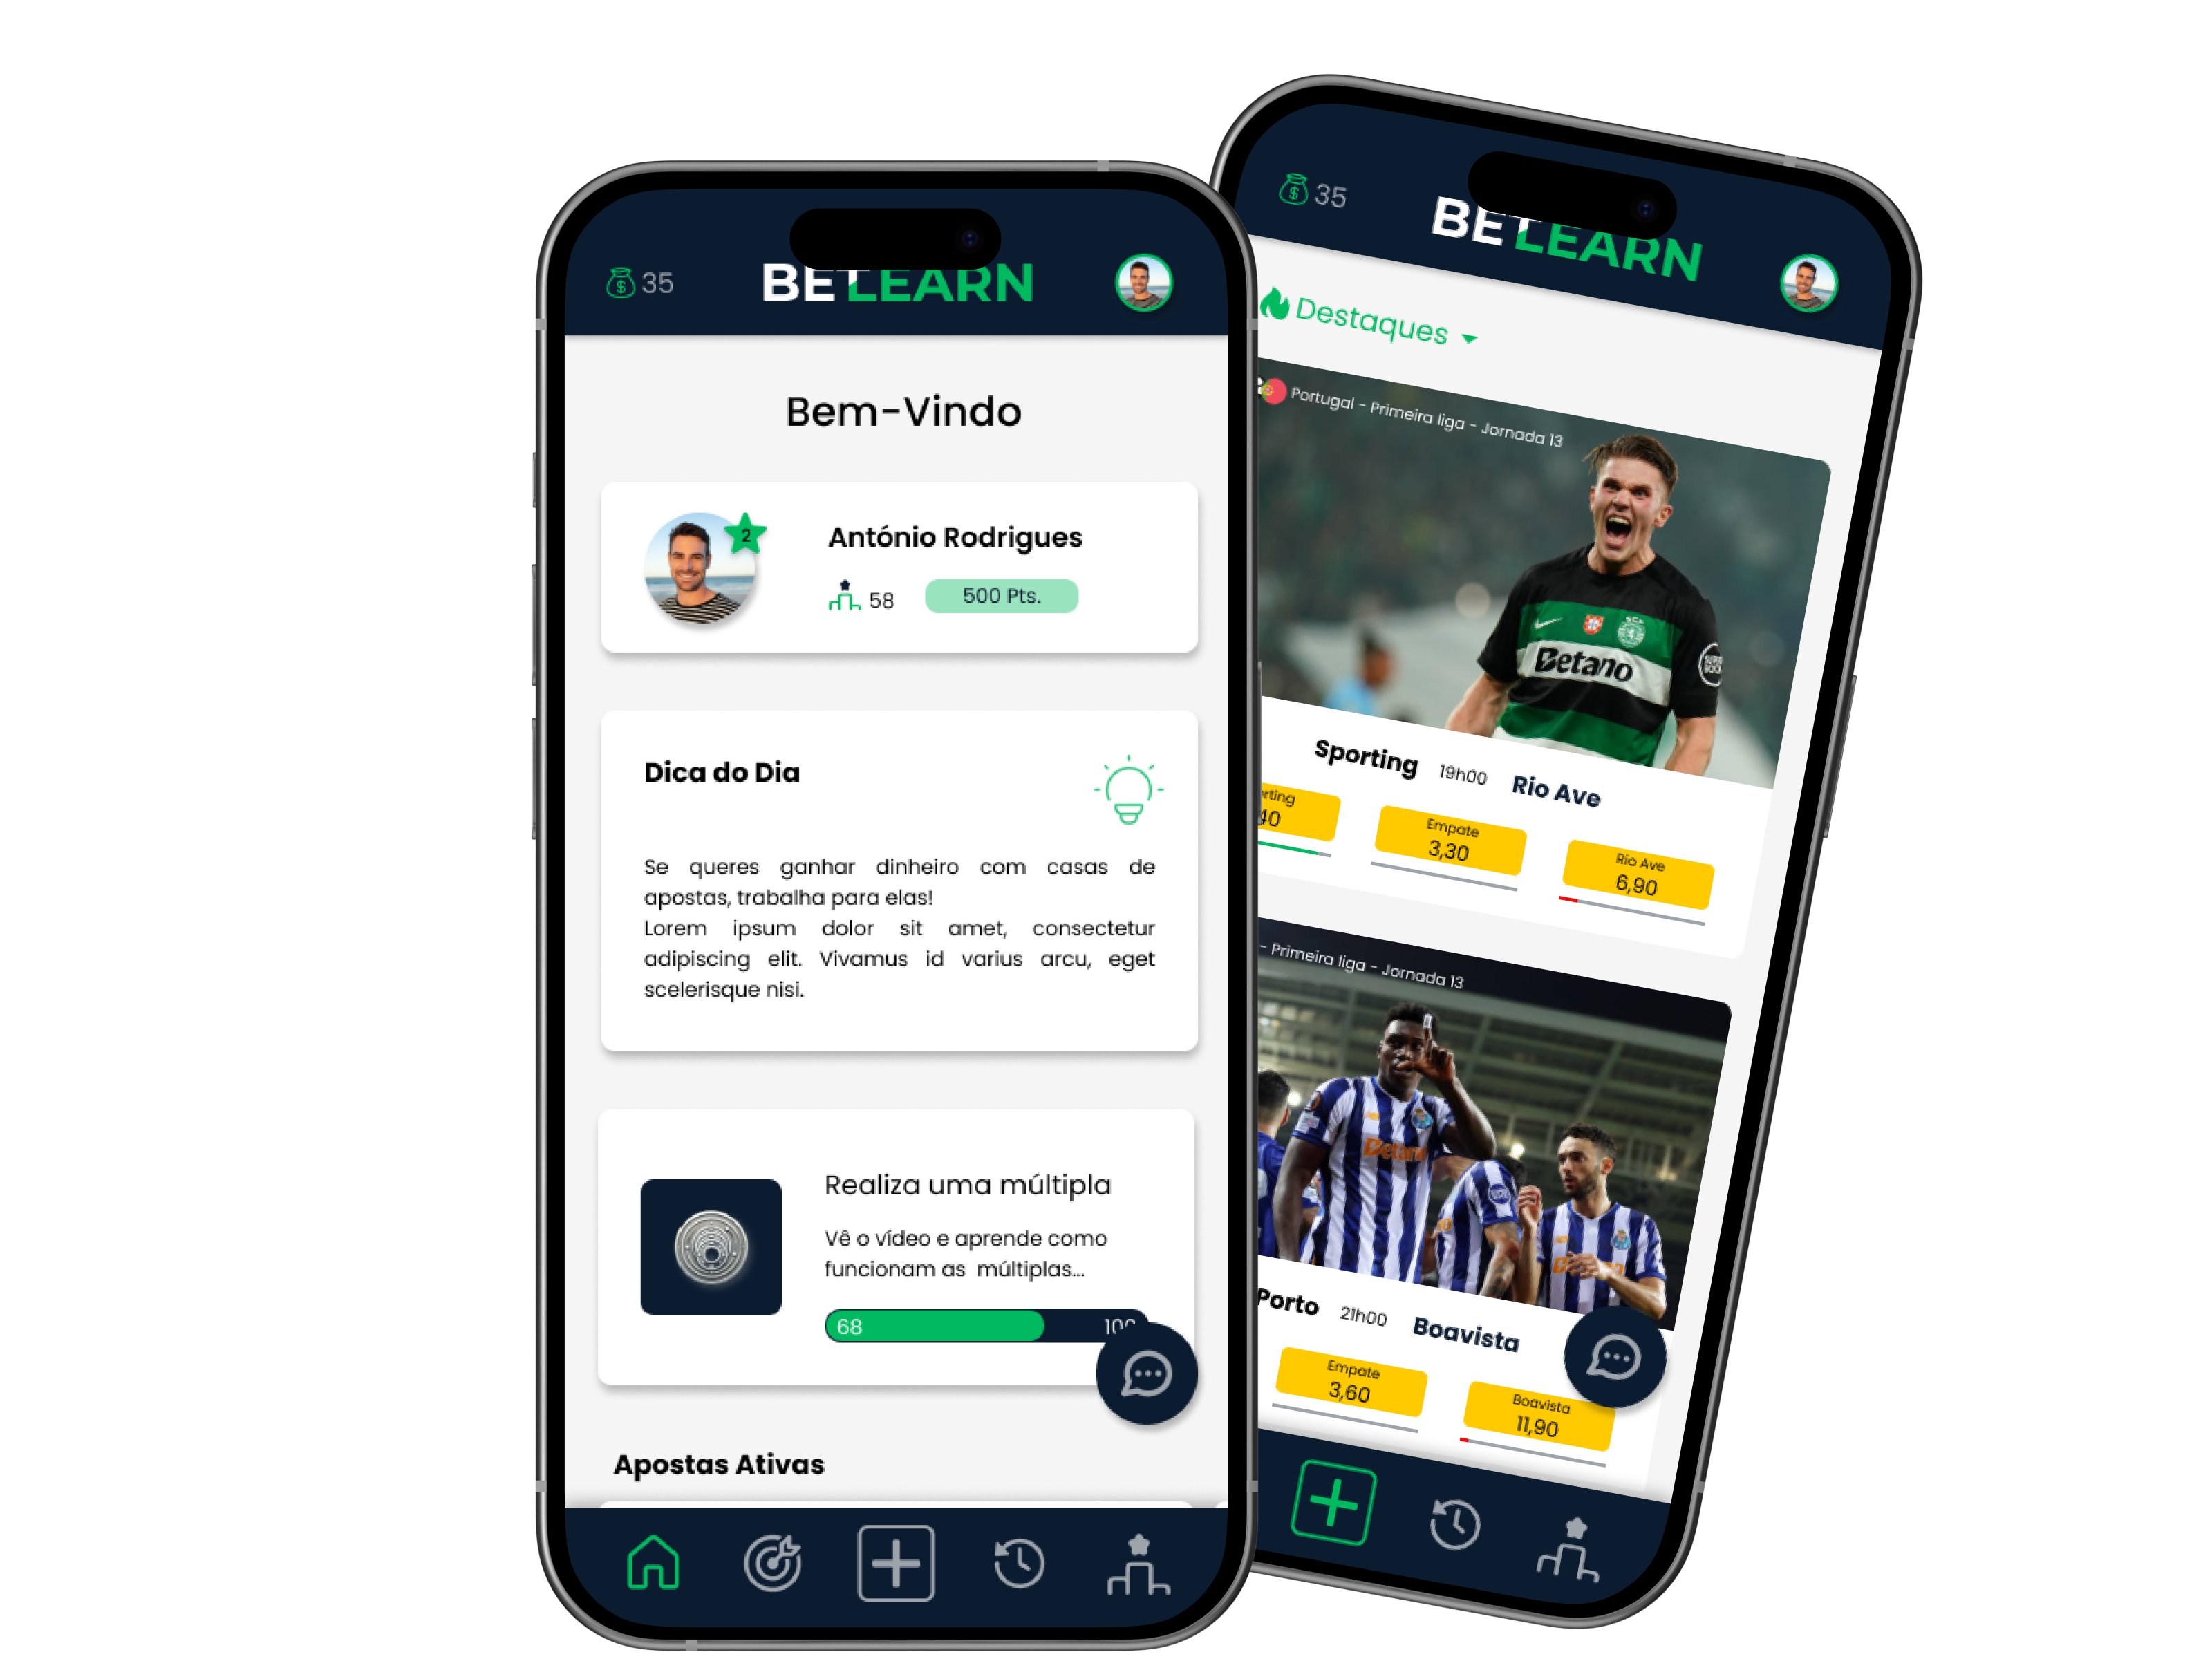 35
BETLEARN
Bem-Vindo
2
António Rodrigues
58
500 Pts.
Dica do Dia
Se queres ganhar dinheiro com casas de
apostas, trabalha para elas!
Lorem ipsum dolor sit amet, consectetur
adipiscing elit. Vivamus id varius arcu, eget
scelerisque nisi.
Realiza uma múltipla
Vê o vídeo e aprende como
funcionam as múltiplas...
68
Apostas Ativas
35
BETLEARN
Destaques
Portugal - Primeira liga - Jornada 13
SCP
Betano
SUPER BOCK
Sporting 19h00 Rio Ave
rting
40
Empate
3,30
Rio Ave
6,90
- Primeira liga - Jornada 13
Betano
Porto 21h00 Boavista
Empate
3,60
Boavista
11,90